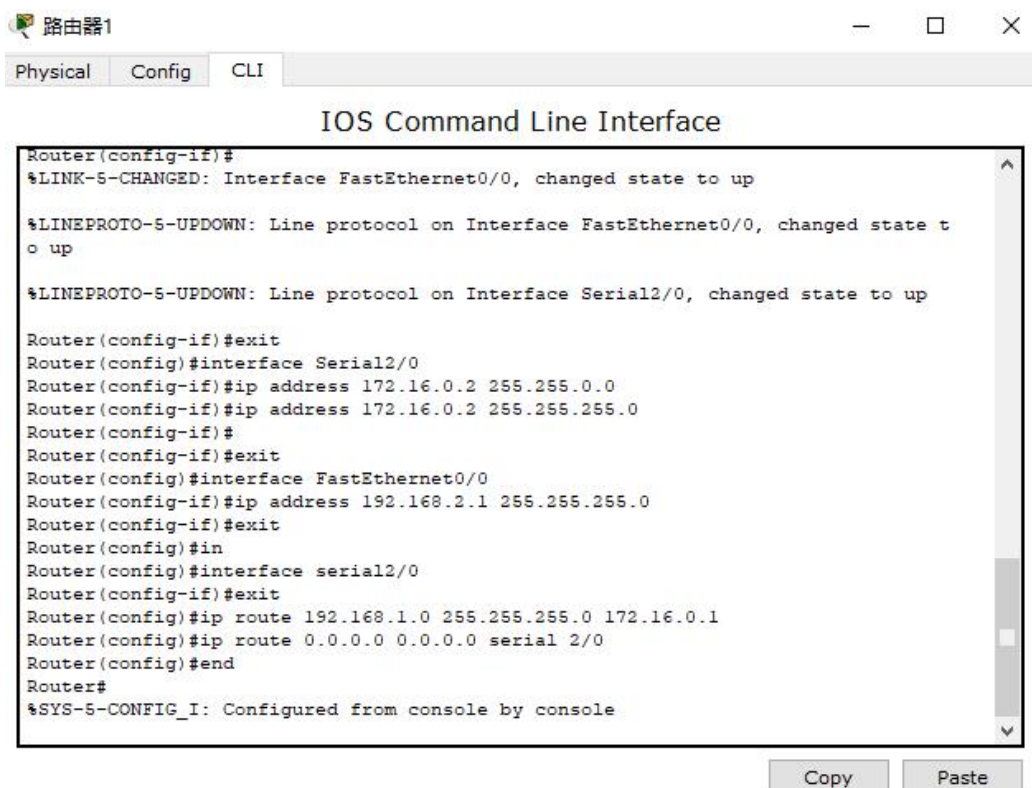 路由器1
Physical Config CLI
IOS Command Line Interface
Router(config-if)#
%LINK-5-CHANGED: Interface FastEthernet0/0, changed state to up
%LINEPROTO-5-UPDOWN: Line protocol on Interface FastEthernet0/0, changed state t
o up
%LINEPROTO-5-UPDOWN: Line protocol on Interface Serial2/0, changed state to up
Router(config-if)#exit
Router(config)#interface Serial2/0
Router(config-if)#ip address 172.16.0.2 255.255.0.0
Router(config-if)#ip address 172.16.0.2 255.255.255.0
Router(config-if)#
Router(config-if)#exit
Router(config)#interface FastEthernet0/0
Router(config-if)#ip address 192.168.2.1 255.255.255.0
Router(config-if)#exit
Router(config)#in
Router(config)#interface serial2/0
Router(config-if)#exit
Router(config)#ip route 192.168.1.0 255.255.255.0 172.16.0.1
Router(config)#ip route 0.0.0.0 0.0.0.0 serial 2/0
Router(config)#end
Router#
%SYS-5-CONFIG_I: Configured from console by console
Copy Paste